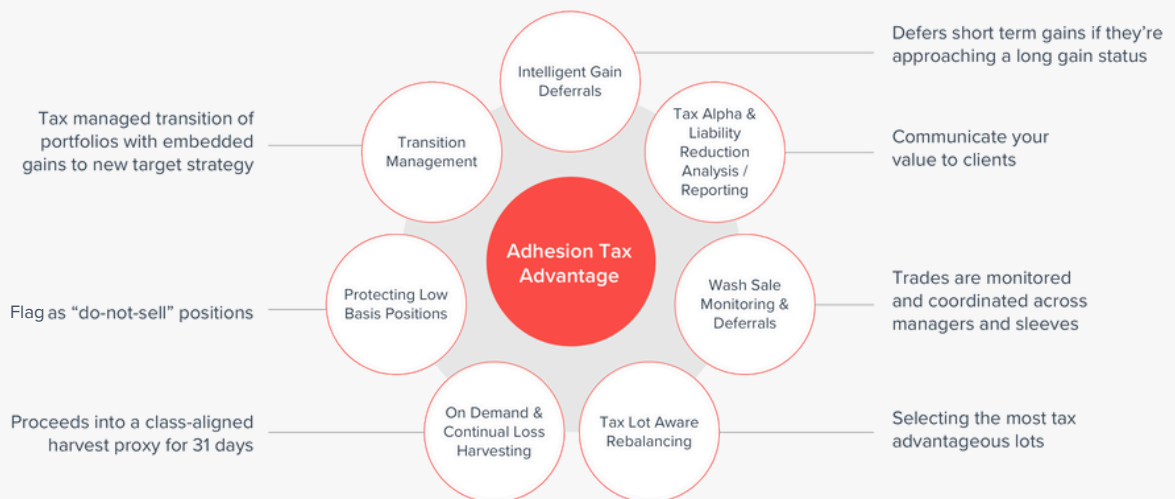 Intelligent Gain
Deferrals
Defers short term gains if they’re
approaching a long gain status
Tax Alpha &
Liability
Reduction
Analysis /
Reporting
Communicate your
value to clients
Wash Sale
Monitoring &
Deferrals
Trades are monitored
and coordinated across
managers and sleeves
Tax Lot Aware
Rebalancing
Selecting the most tax
advantageous lots
On Demand &
Continual Loss
Harvesting
Proceeds into a class-aligned
harvest proxy for 31 days
Protecting Low
Basis Positions
Flag as “do-not-sell” positions
Transition
Management
Tax managed transition of
portfolios with embedded
gains to new target strategy
Adhesion Tax
Advantage